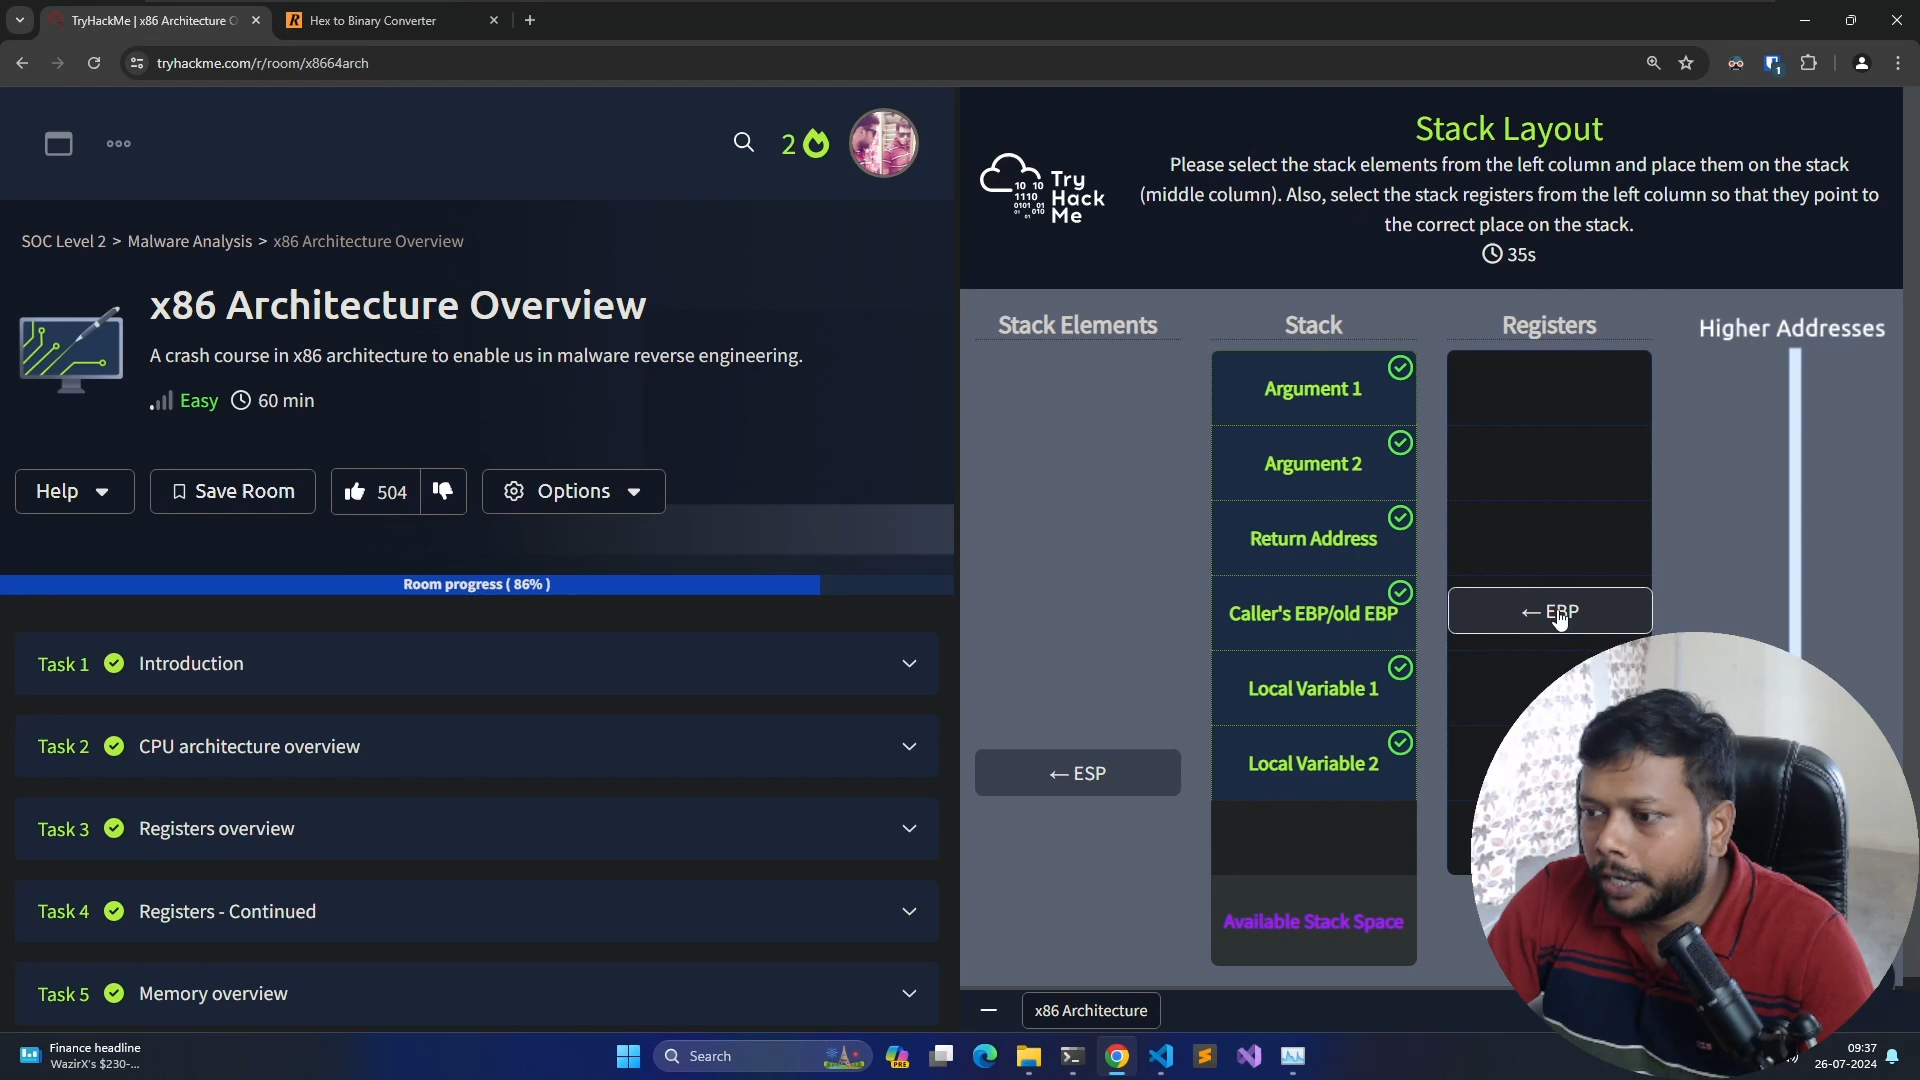 TryHackMe | x86 Architecture O
Hex to Binary Converter
tryhackme.com/r/room/x8664arch
2
SOC Level 2 > Malware Analysis > x86 Architecture Overview
x86 Architecture Overview
A crash course in x86 architecture to enable us in malware reverse engineering.
Easy 60 min
Help
Save Room
504
Options
Room progress ( 86% )
Task 1 Introduction
Task 2 CPU architecture overview
Task 3 Registers overview
Task 4 Registers - Continued
Task 5 Memory overview
Try
Hack
Me
Stack Layout
Please select the stack elements from the left column and place them on the stack
(middle column). Also, select the stack registers from the left column so that they point to
the correct place on the stack.
35s
Stack Elements
Stack
Registers
Higher Addresses
Argument 1
Argument 2
Return Address
Caller's EBP/old EBP
← EBP
Local Variable 1
Local Variable 2
← ESP
Available Stack Space
x86 Architecture
Finance headline
WazirX's $230-...
Search
PRE
09:37
26-07-2024